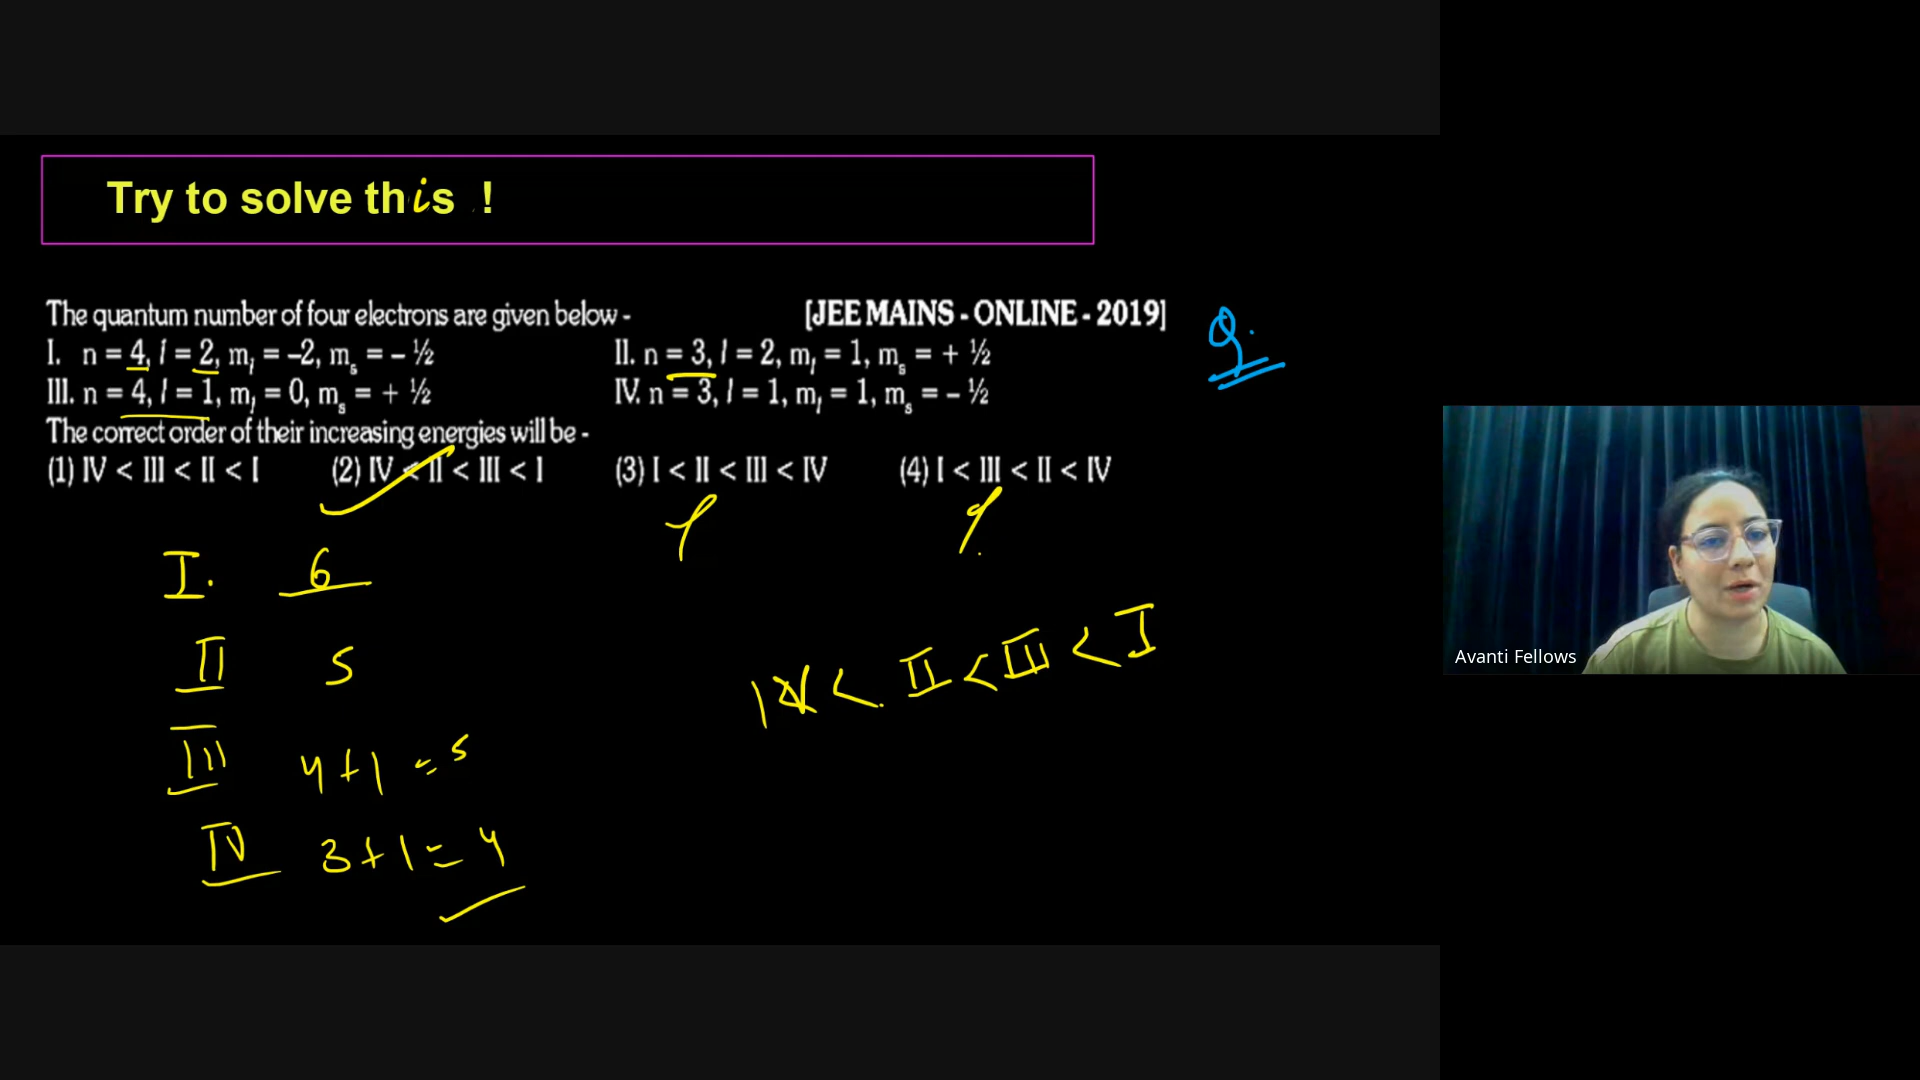 Try to solve this !
The quantum number of four electrons are given below - [JEE MAINS - ONLINE - 2019]
Q.
I. n = 4, l = 2, mₗ = –2, mₛ = – ½ II. n = 3, l = 2, mₗ = 1, mₛ = + ½
III. n = 4, l = 1, mₗ = 0, mₛ = + ½ IV. n = 3, l = 1, mₗ = 1, mₛ = – ½
The correct order of their increasing energies will be -
(1) IV < III < II < I (2) IV < II < III < I (3) I < II < III < IV (4) I < III < II < IV
I. 6
II 5
III 4+1 = 5
IV 3+1 = 4
IV < II < III < I
Avanti Fellows